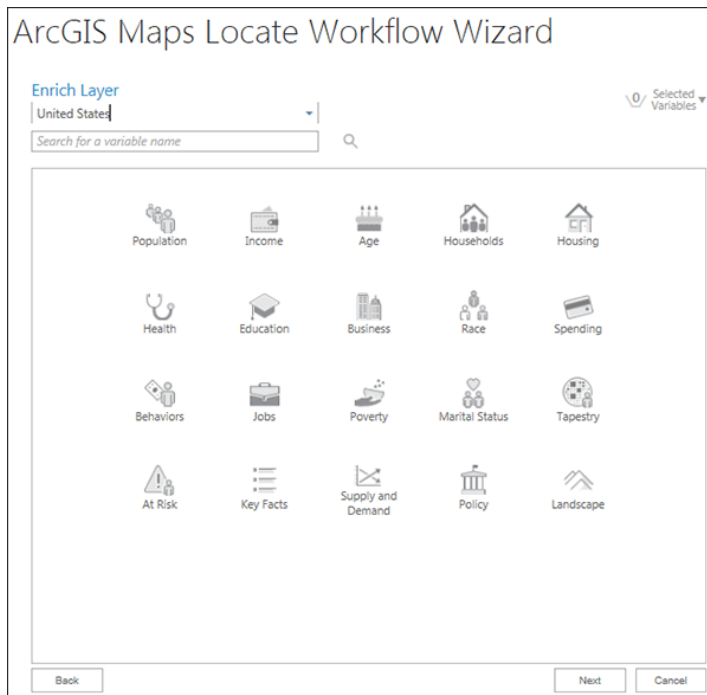 ArcGIS Maps Locate Workflow Wizard
Enrich Layer
United States
0 Selected Variables
Search for a variable name
Population Income Age Households Housing
Health Education Business Race Spending
Behaviors Jobs Poverty Marital Status Tapestry
At Risk Key Facts Supply and Demand Policy Landscape
Back Next Cancel